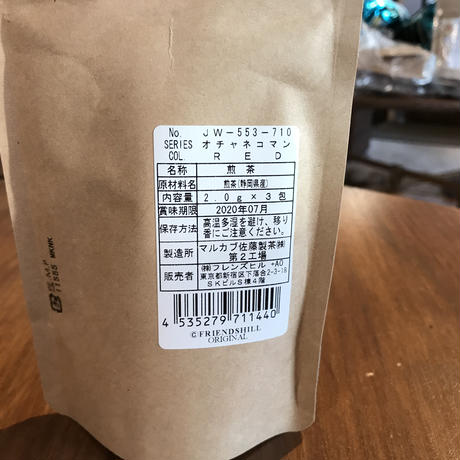 No. JW-553-710
SERIES オチャネコマン
COL. RED
名称 煎茶
原材料名 煎茶(静岡県産)
内容量 2.0g × 3包
賞味期限 2020年07月
保存方法 高温多湿を避け、移り
香にご注意ください。
製造所 マルカブ佐藤製茶㈱
第2工場
販売者 ㈱フレンズヒル +AO
東京都新宿区下落合2-3-18
SKビルS棟4階
4 535279 711440
©FRIENDSHILL
ORIGINAL